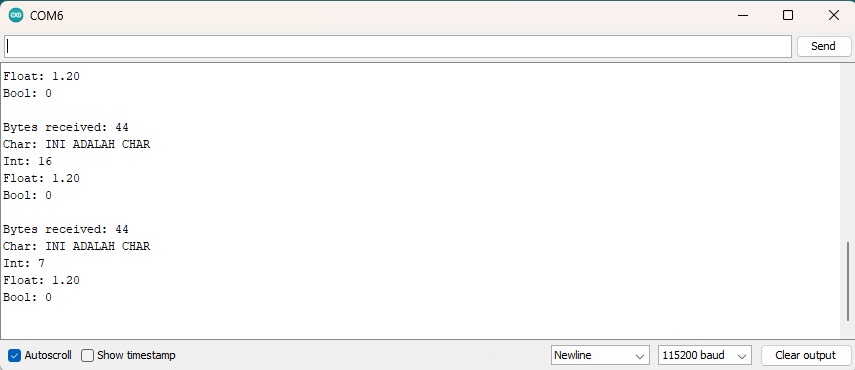 COM6
Send
Float: 1.20
Bool: 0
Bytes received: 44
Char: INI ADALAH CHAR
Int: 16
Float: 1.20
Bool: 0
Bytes received: 44
Char: INI ADALAH CHAR
Int: 7
Float: 1.20
Bool: 0
Autoscroll Show timestamp Newline 115200 baud Clear output